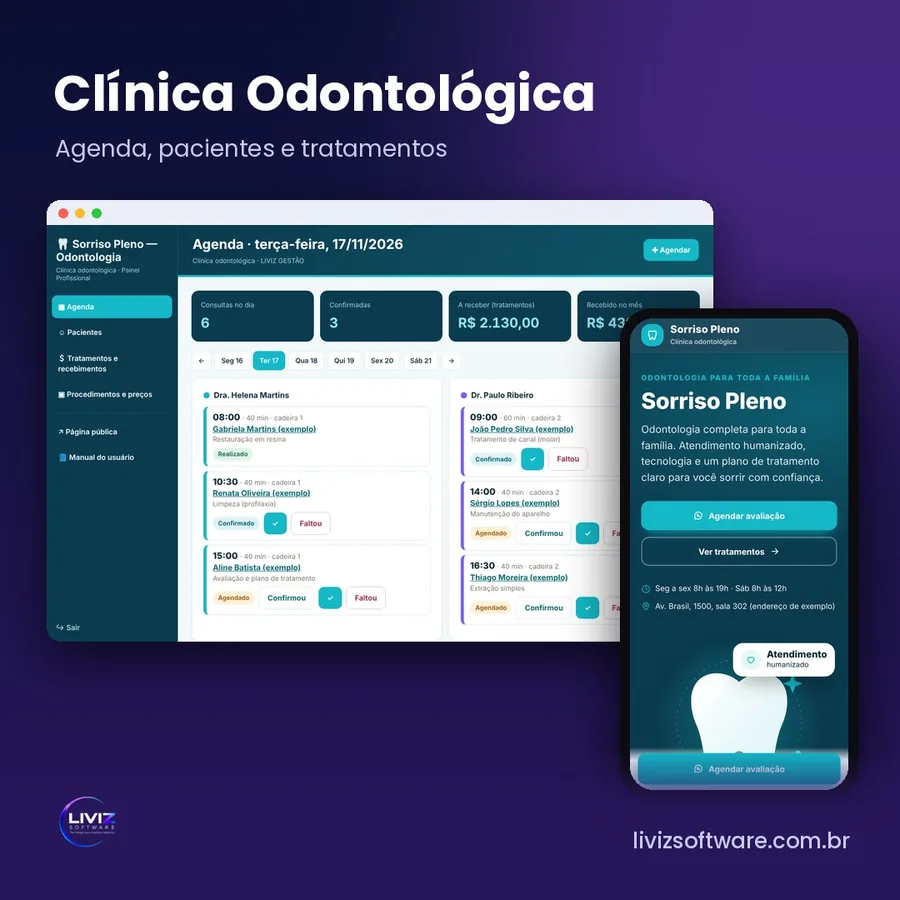 Clínica Odontológica
Agenda, pacientes e tratamentos
Sorriso Pleno —
Odontologia
Clínica odontológica · Painel
Profissional
Agenda
Pacientes
$ Tratamentos e
recebimentos
Procedimentos e preços
↗ Página pública
Manual do usuário
↪ Sair
Agenda · terça-feira, 17/11/2026
Clínica odontológica · LIVIZ GESTÃO
+ Agendar
Consultas no dia
6
Confirmadas
3
A receber (tratamentos)
R$ 2.130,00
Recebido no mês
R$ 43
← Seg 16 Ter 17 Qua 18 Qui 19 Sex 20 Sáb 21 →
Dra. Helena Martins
08:00 · 40 min · cadeira 1
Gabriela Martins (exemplo)
Restauração em resina
Realizado
10:30 · 40 min · cadeira 1
Renata Oliveira (exemplo)
Limpeza (profilaxia)
Confirmado ✓ Faltou
15:00 · 40 min · cadeira 1
Aline Batista (exemplo)
Avaliação e plano de tratamento
Agendado Confirmou ✓ Faltou
Dr. Paulo Ribeiro
09:00 · 60 min · cadeira 2
João Pedro Silva (exemplo)
Tratamento de canal (molar)
Confirmado ✓ Faltou
14:00 · 40 min · cadeira 2
Sérgio Lopes (exemplo)
Manutenção do aparelho
Agendado Confirmou ✓ Fa
16:30 · 40 min · cadeira 2
Thiago Moreira (exemplo)
Extração simples
Agendado Confirmou ✓ Fa
Sorriso Pleno
Clínica odontológica
ODONTOLOGIA PARA TODA A FAMÍLIA
Sorriso Pleno
Odontologia completa para toda a
família. Atendimento humanizado,
tecnologia e um plano de tratamento
claro para você sorrir com confiança.
Agendar avaliação
Ver tratamentos →
Seg a sex 8h às 19h · Sáb 8h às 12h
Av. Brasil, 1500, sala 302 (endereço de exemplo)
Atendimento
humanizado
Agendar avaliação
LIVIZ
SOFTWARE
livizsoftware.com.br